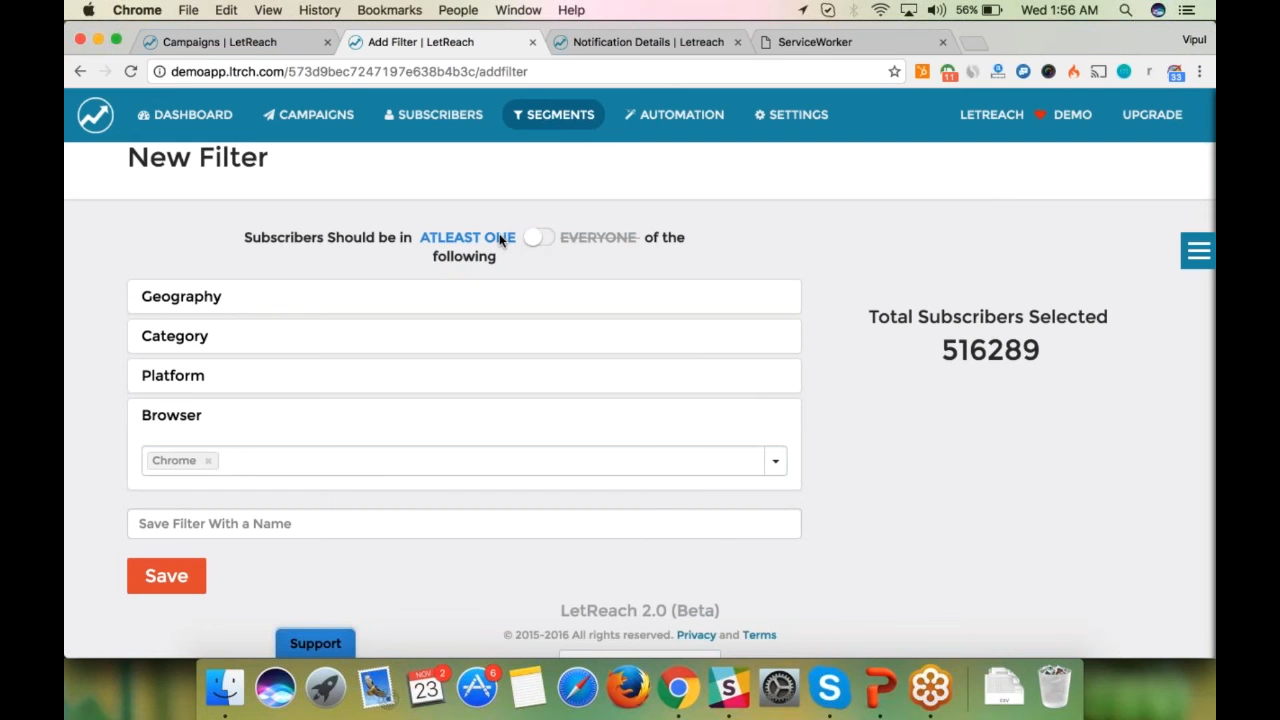 Chrome File Edit View History Bookmarks People Window Help 56% Wed 1:56 AM
Campaigns | LetReach Add Filter | LetReach Notification Details | Letreach ServiceWorker Vipul
demoapp.ltrch.com/573d9bec7247197e638b4b3c/addfilter 11 r 33
DASHBOARD CAMPAIGNS SUBSCRIBERS SEGMENTS AUTOMATION SETTINGS LETREACH DEMO UPGRADE
New Filter
Subscribers Should be in ATLEAST ONE EVERYONE of the
following
Geography
Category
Platform
Browser
Chrome
Save Filter With a Name
Save
Total Subscribers Selected
516289
LetReach 2.0 (Beta)
© 2015-2016 All rights reserved. Privacy and Terms
Support
NOV 2 6
23 S S